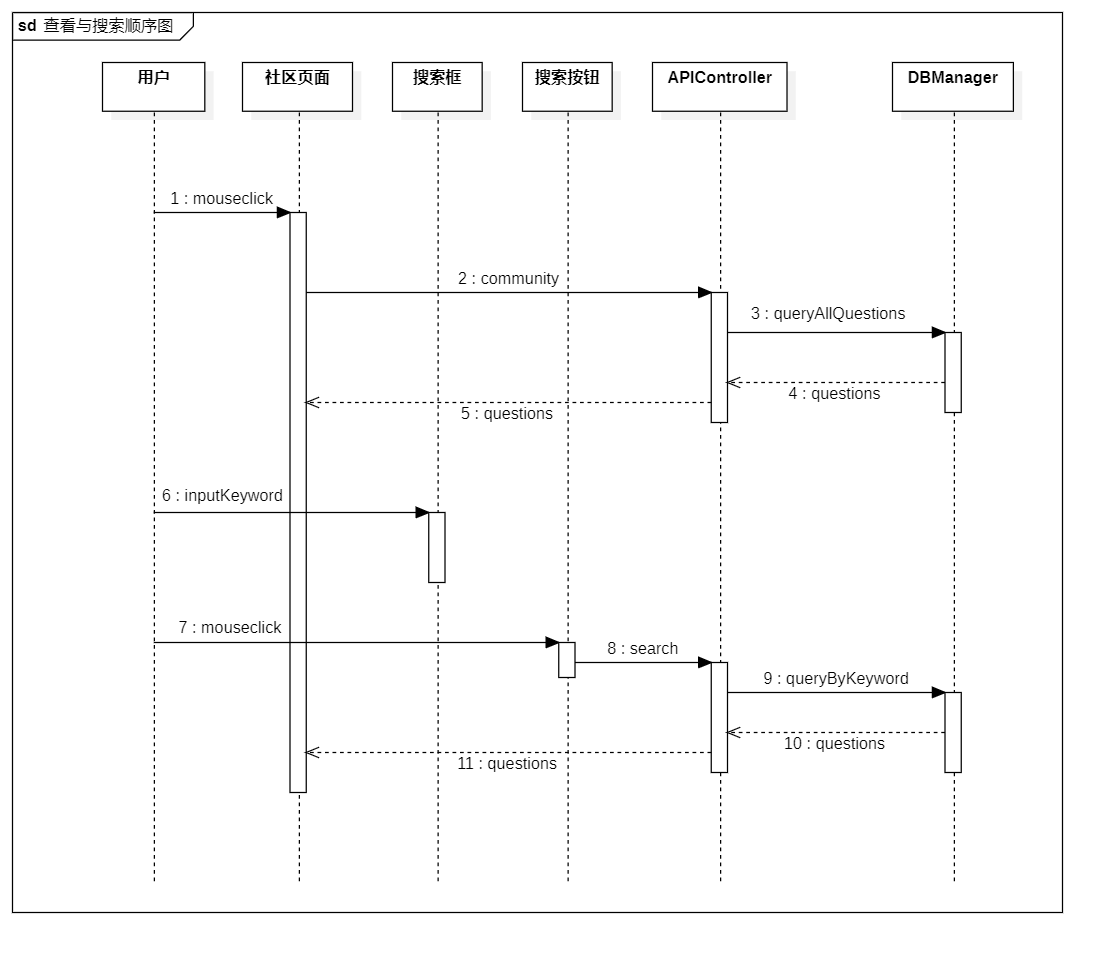 sd 查看与搜索顺序图
用户
社区页面
搜索框
搜索按钮
APIController
DBManager
1 : mouseclick
2 : community
3 : queryAllQuestions
4 : questions
5 : questions
6 : inputKeyword
7 : mouseclick
8 : search
9 : queryByKeyword
10 : questions
11 : questions